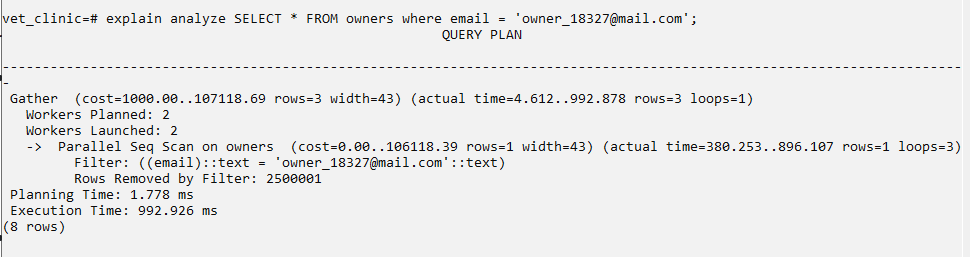 vet_clinic=# explain analyze SELECT * FROM owners where email = 'owner_18327@mail.com';
QUERY PLAN
------------------------------------------------------------------------------------------------------------------------
-
Gather  (cost=1000.00..107118.69 rows=3 width=43) (actual time=4.612..992.878 rows=3 loops=1)
Workers Planned: 2
Workers Launched: 2
->  Parallel Seq Scan on owners  (cost=0.00..106118.39 rows=1 width=43) (actual time=380.253..896.107 rows=1 loops=3)
Filter: ((email)::text = 'owner_18327@mail.com'::text)
Rows Removed by Filter: 2500001
Planning Time: 1.778 ms
Execution Time: 992.926 ms
(8 rows)